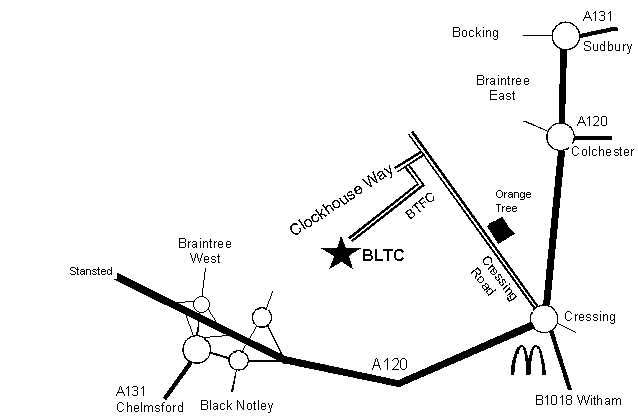 A131
Bocking
Sudbury
Braintree
East
A120
Colchester
Clockhouse Way
BTFC
Orange
Tree
Braintree
West
BLTC
Stansted
Cressing
Road
Cressing
A120
A131
Chelmsford
Black Notley
B1018 Witham